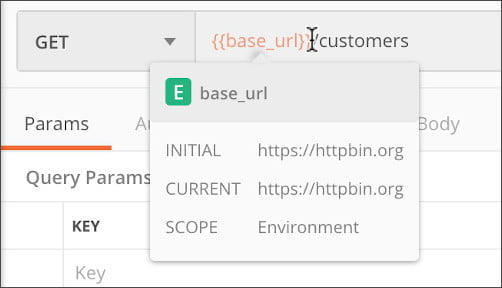 GET {{base_url}}/customers
E base_url
Params Au Body
INITIAL https://httpbin.org
CURRENT https://httpbin.org
Query Params
SCOPE Environment
KEY
Key